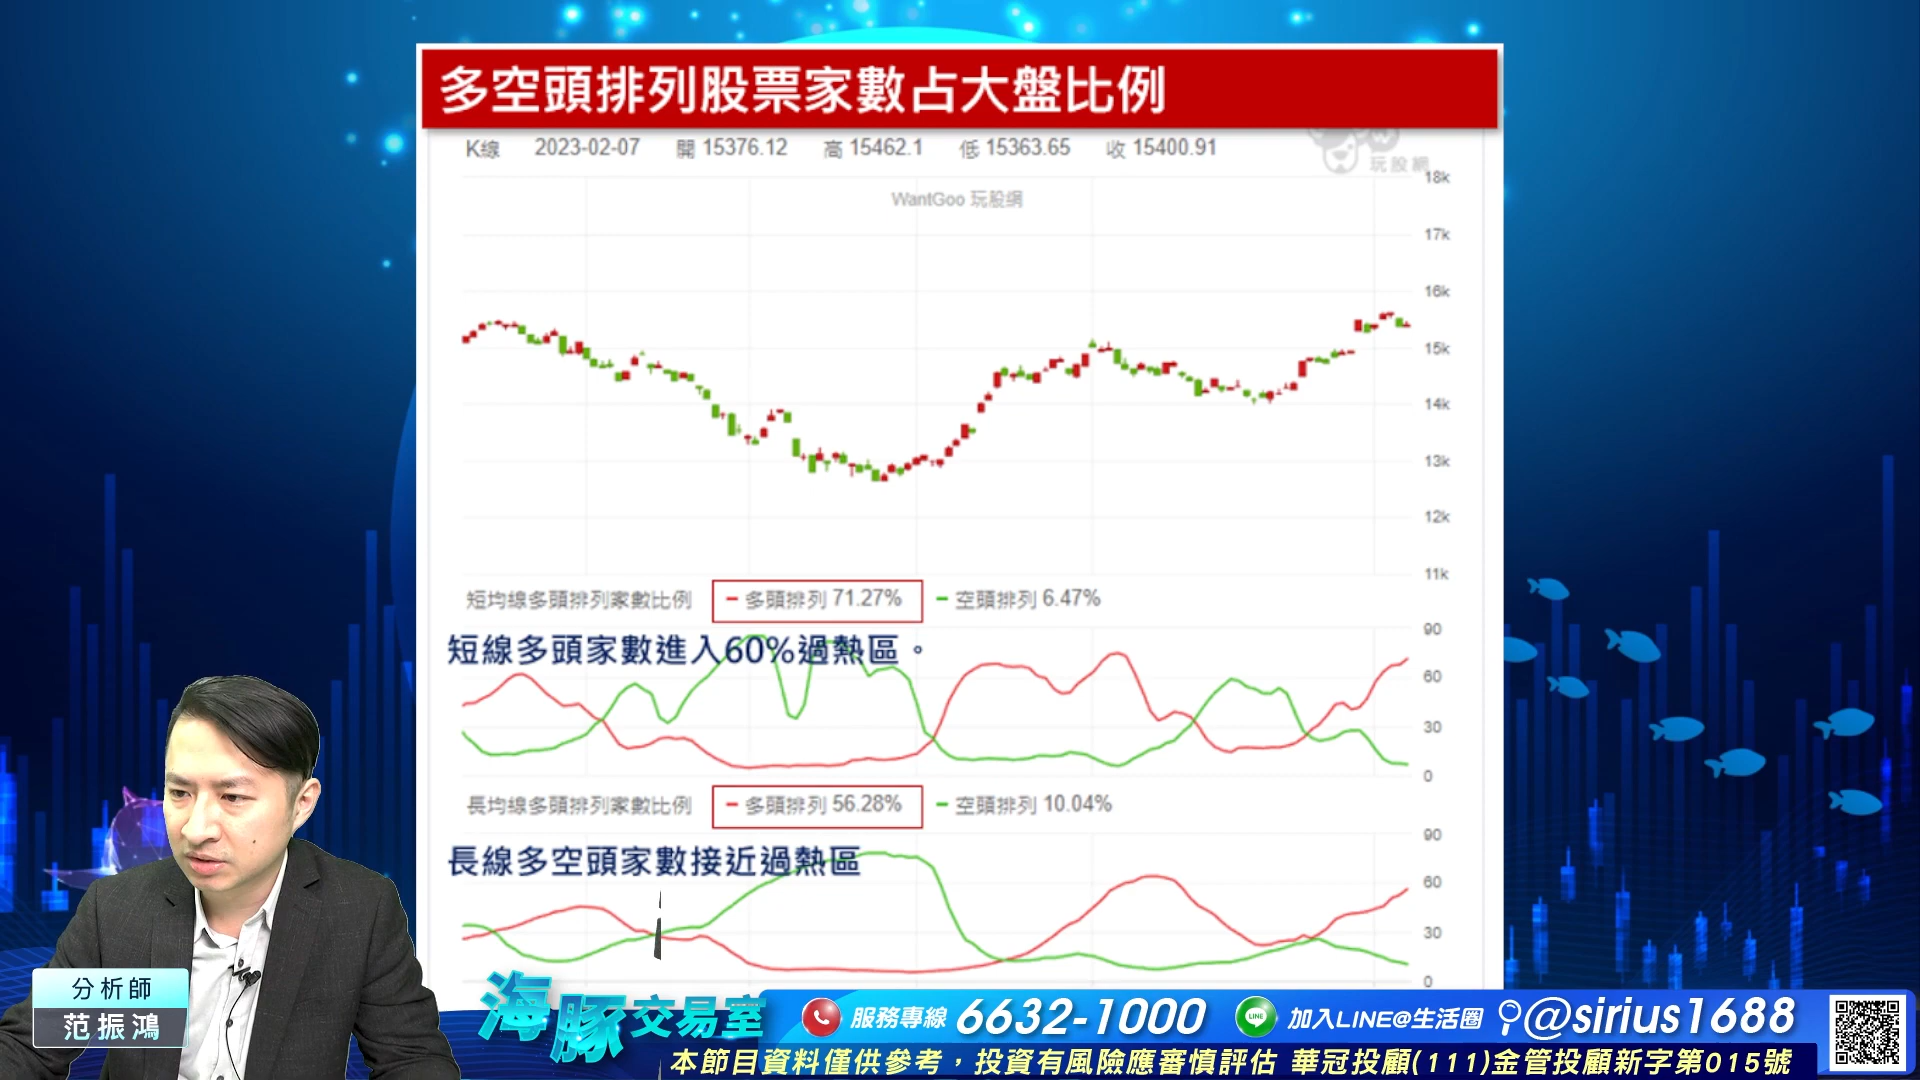 多空頭排列股票家數占大盤比例
K線 2023-02-07 開 15376.12 高 15462.1 低 15363.65 收 15400.91
玩股網
WantGoo 玩股網
18k
17k
16k
15k
14k
13k
12k
11k
短均線多頭排列家數比例 多頭排列 71.27% 空頭排列 6.47%
短線多頭家數進入60%過熱區。
90
60
30
0
長均線多頭排列家數比例 多頭排列 56.28% 空頭排列 10.04%
長線多空頭家數接近過熱區
90
60
30
0
分析師
范振鴻
海豚交易室
服務專線 6632-1000 LINE 加入LINE@生活圈 @sirius1688
本節目資料僅供參考,投資有風險應審慎評估 華冠投顧(111)金管投顧新字第015號